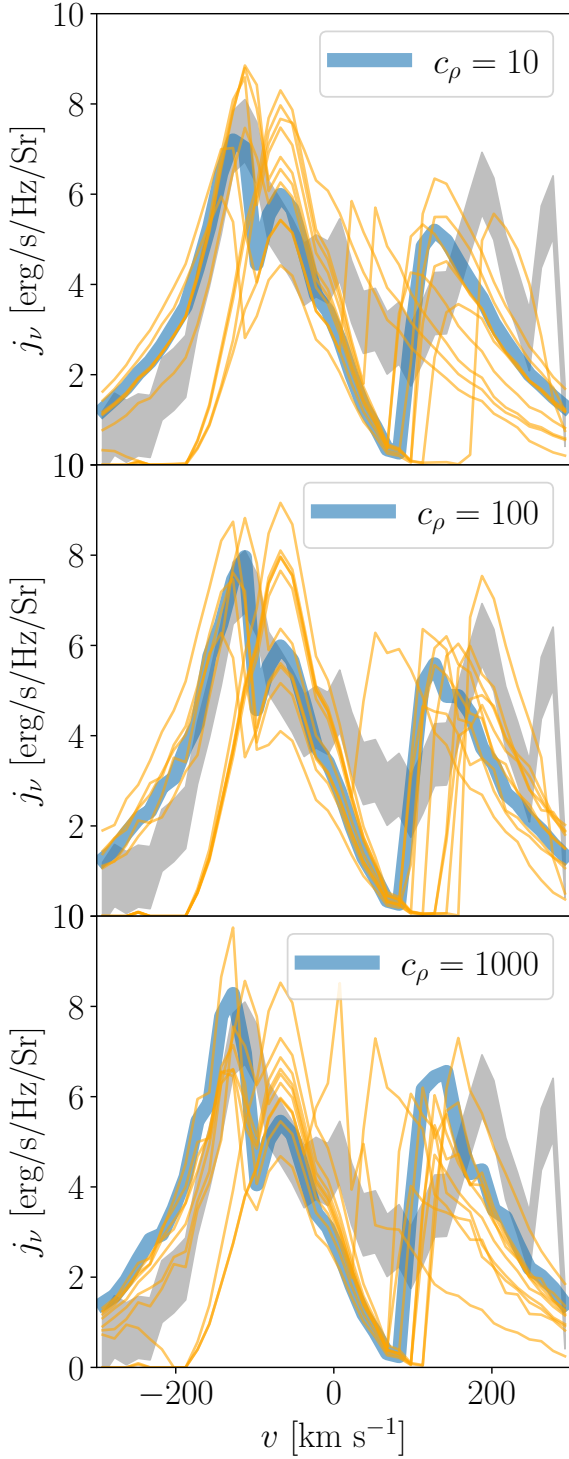 10
c_ρ = 10
8
6
4
2
j_ν [erg/s/Hz/Sr]
10
c_ρ = 100
8
6
4
2
j_ν [erg/s/Hz/Sr]
10
c_ρ = 1000
8
6
4
2
0
j_ν [erg/s/Hz/Sr]
−200 0 200
v [km s⁻¹]